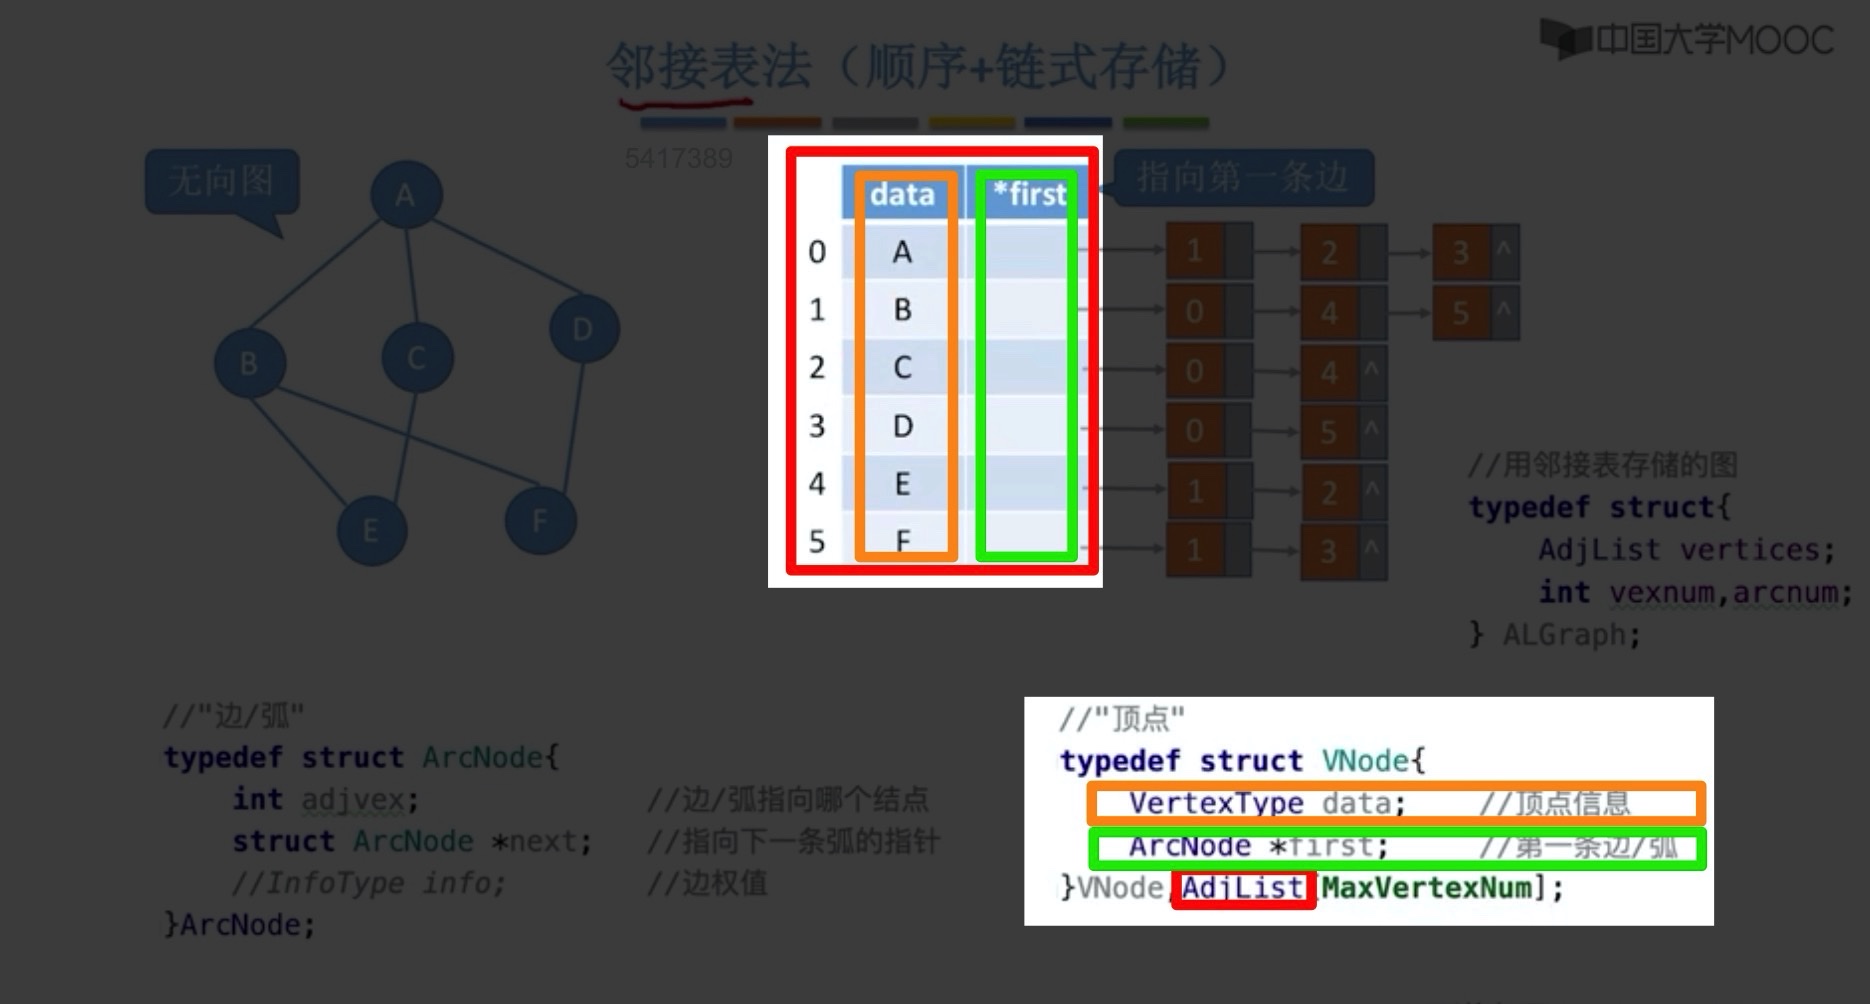 中国大学MOOC
邻接表法（顺序+链式存储）
5417389
无向图
A
B
C
D
E
F
data *first
0 A
1 B
2 C
3 D
4 E
5 F
指向第一条边
1 2 3 ^
0 4 5 ^
0 4 ^
0 5 ^
1 2 ^
1 3 ^
//用邻接表存储的图
typedef struct{
AdjList vertices;
int vexnum,arcnum;
} ALGraph;
//"边/弧"
typedef struct ArcNode{
int adjvex; //边/弧指向哪个结点
struct ArcNode *next; //指向下一条弧的指针
//InfoType info; //边权值
}ArcNode;
//"顶点"
typedef struct VNode{
VertexType data; //顶点信息
ArcNode *first; //第一条边/弧
}VNode,AdjList[MaxVertexNum];